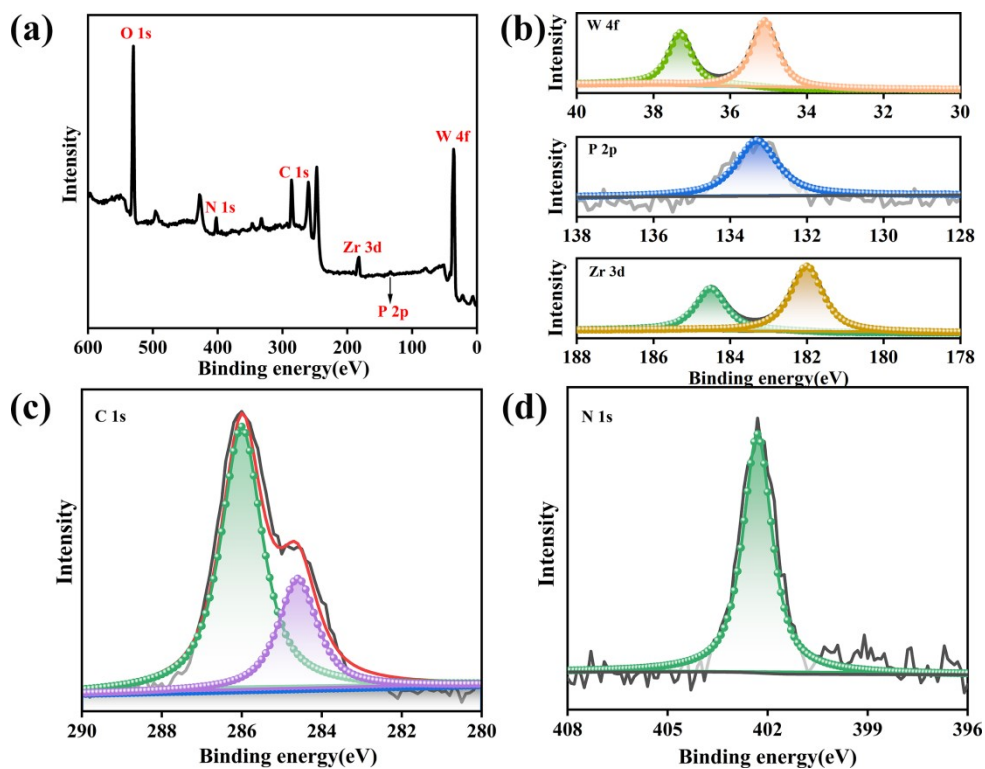 (a)
O 1s
N 1s
C 1s
Zr 3d
P 2p
W 4f
Intensity
600 500 400 300 200 100 0
Binding energy(eV)
(b)
W 4f
Intensity
40 38 36 34 32 30
P 2p
Intensity
138 136 134 132 130 128
Zr 3d
Intensity
188 186 184 182 180 178
Binding energy(eV)
(c)
C 1s
Intensity
290 288 286 284 282 280
Binding energy(eV)
(d)
N 1s
Intensity
408 405 402 399 396
Binding energy(eV)